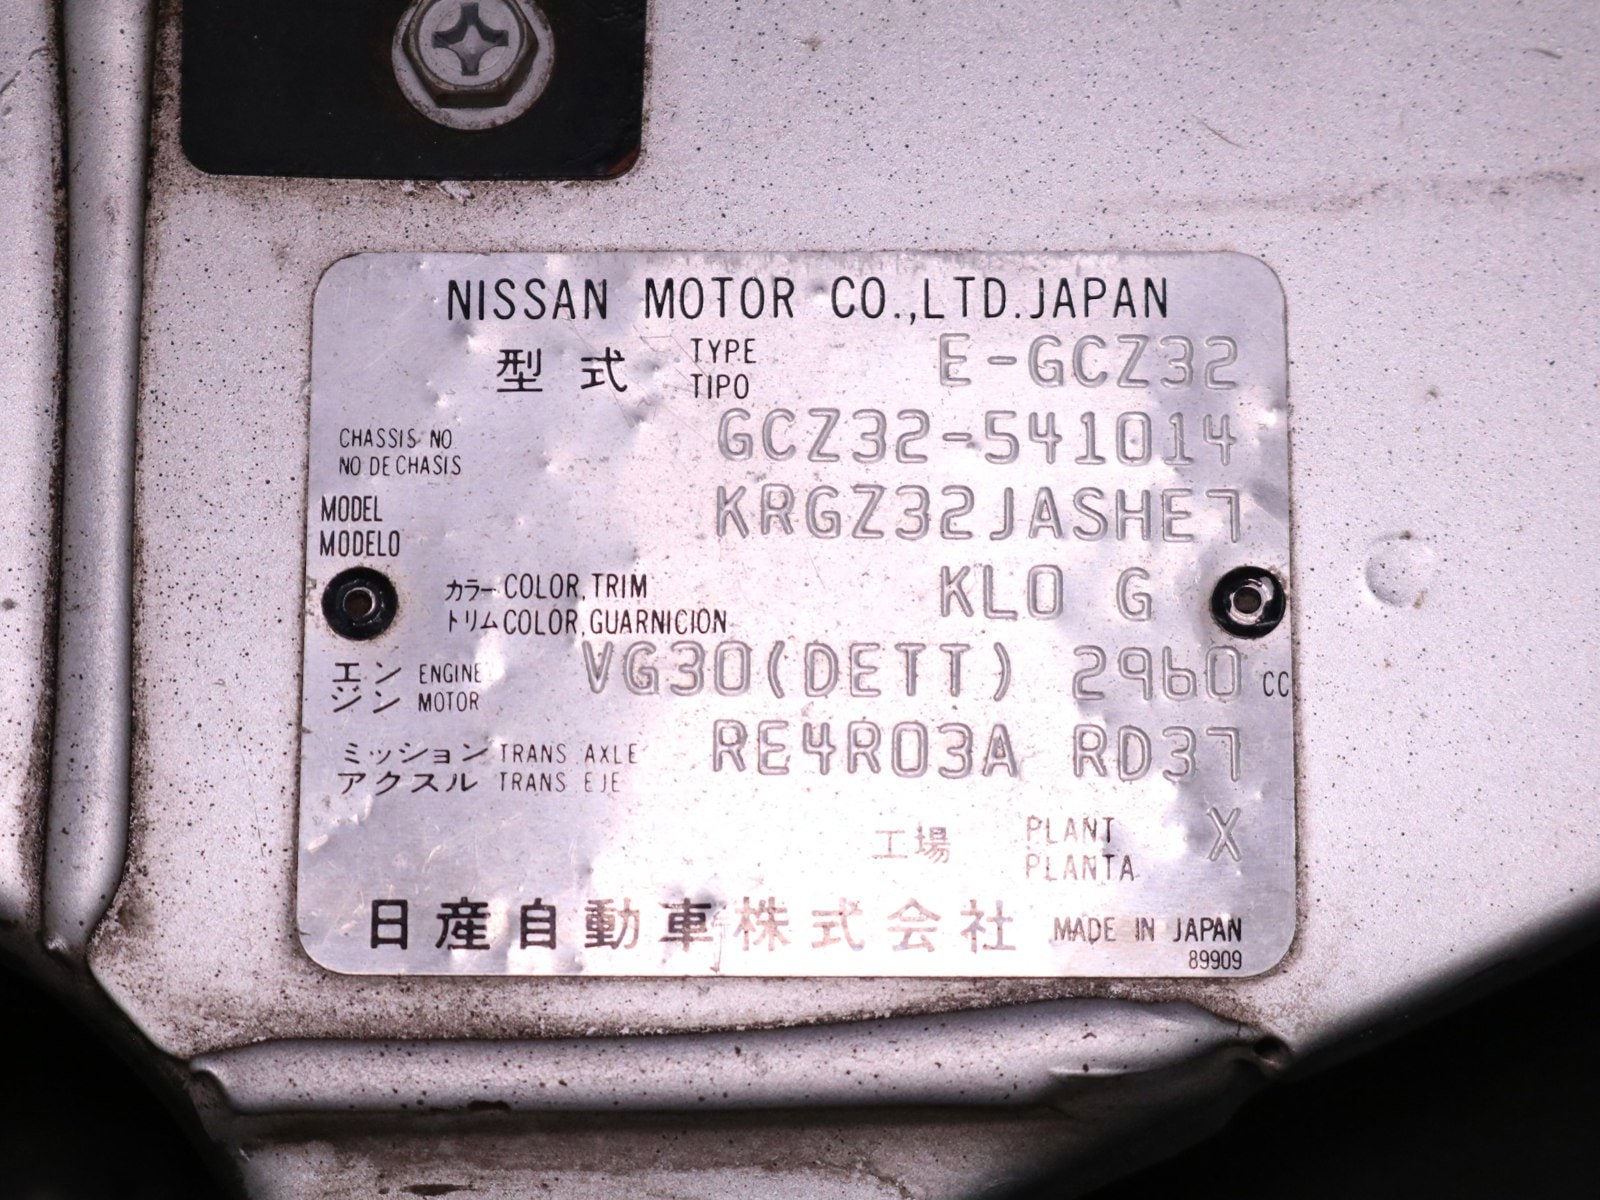 NISSAN MOTOR CO.,LTD. JAPAN
型式 TYPE E-GCZ32
TIPO
CHASSIS NO GCZ32-541014
NO DE CHASIS
MODEL KRGZ32JASHE7
MODELO
カラー COLOR, TRIM KL0 G
トリム COLOR, GUARNICION
エン ENGINE VG30(DETT) 2960 CC
ジン MOTOR
ミッション TRANS AXLE RE4R03A RD37
アクスル TRANS EJE
工場 PLANT X
PLANTA
日産自動車株式会社 MADE IN JAPAN
89909